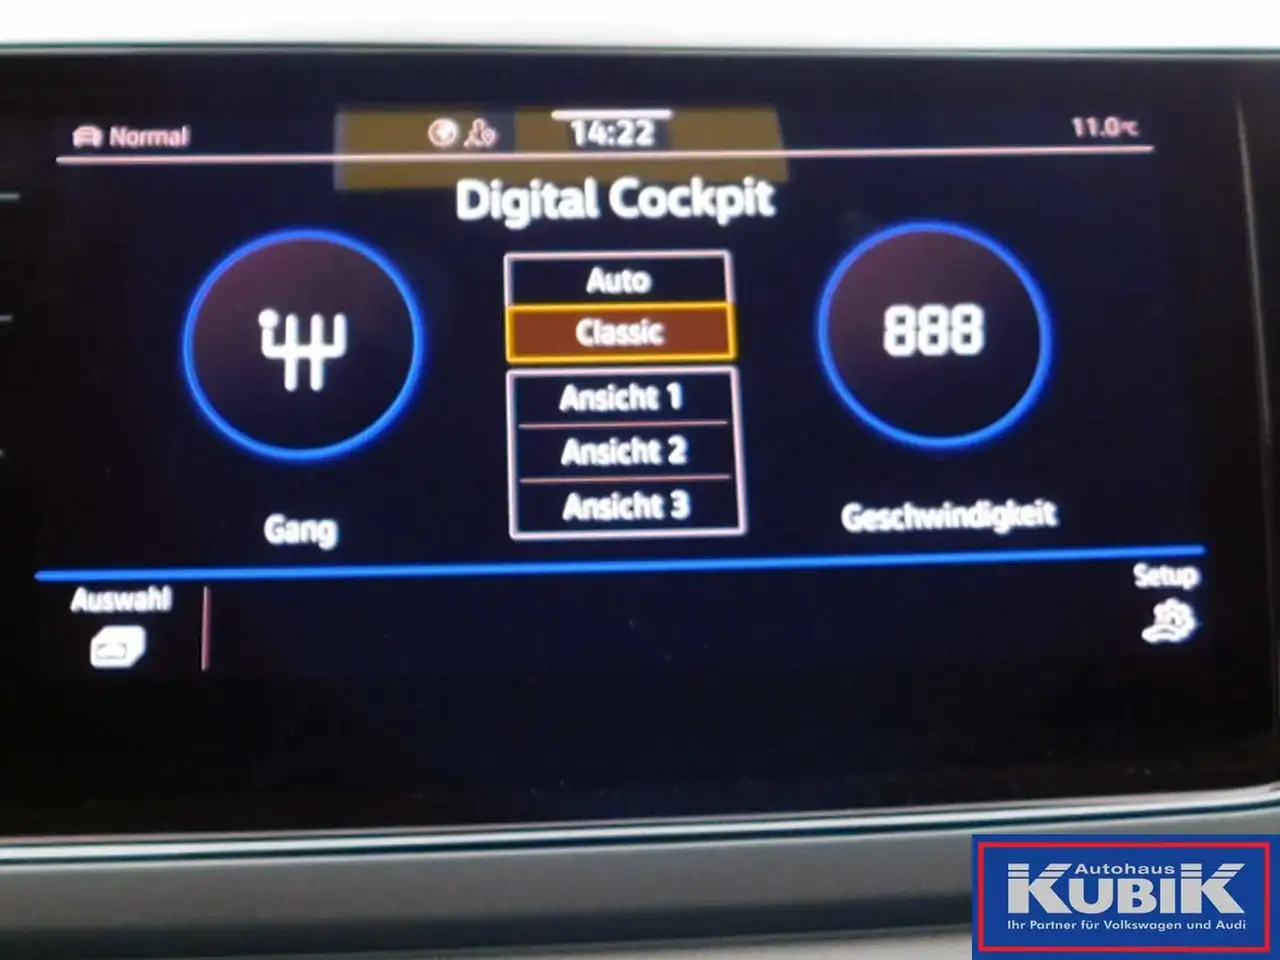 Normal
14:22
11.0°C
Digital Cockpit
Auto
Classic
Ansicht 1
Ansicht 2
Ansicht 3
888
Gang
Geschwindigkeit
Auswahl
Setup
Autohaus
KUBIK
Ihr Partner für Volkswagen und Audi